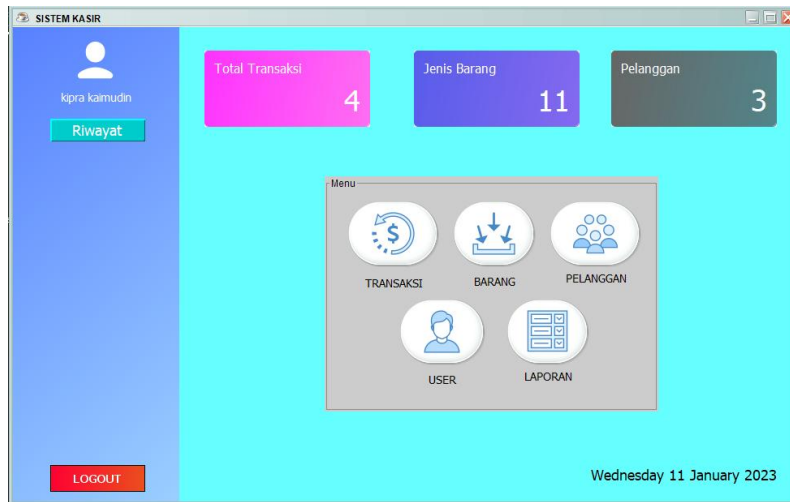 SISTEM KASIR
kipra kaimudin
Riwayat
Total Transaksi
4
Jenis Barang
11
Pelanggan
3
Menu
$
TRANSAKSI
BARANG
PELANGGAN
USER
LAPORAN
LOGOUT
Wednesday 11 January 2023